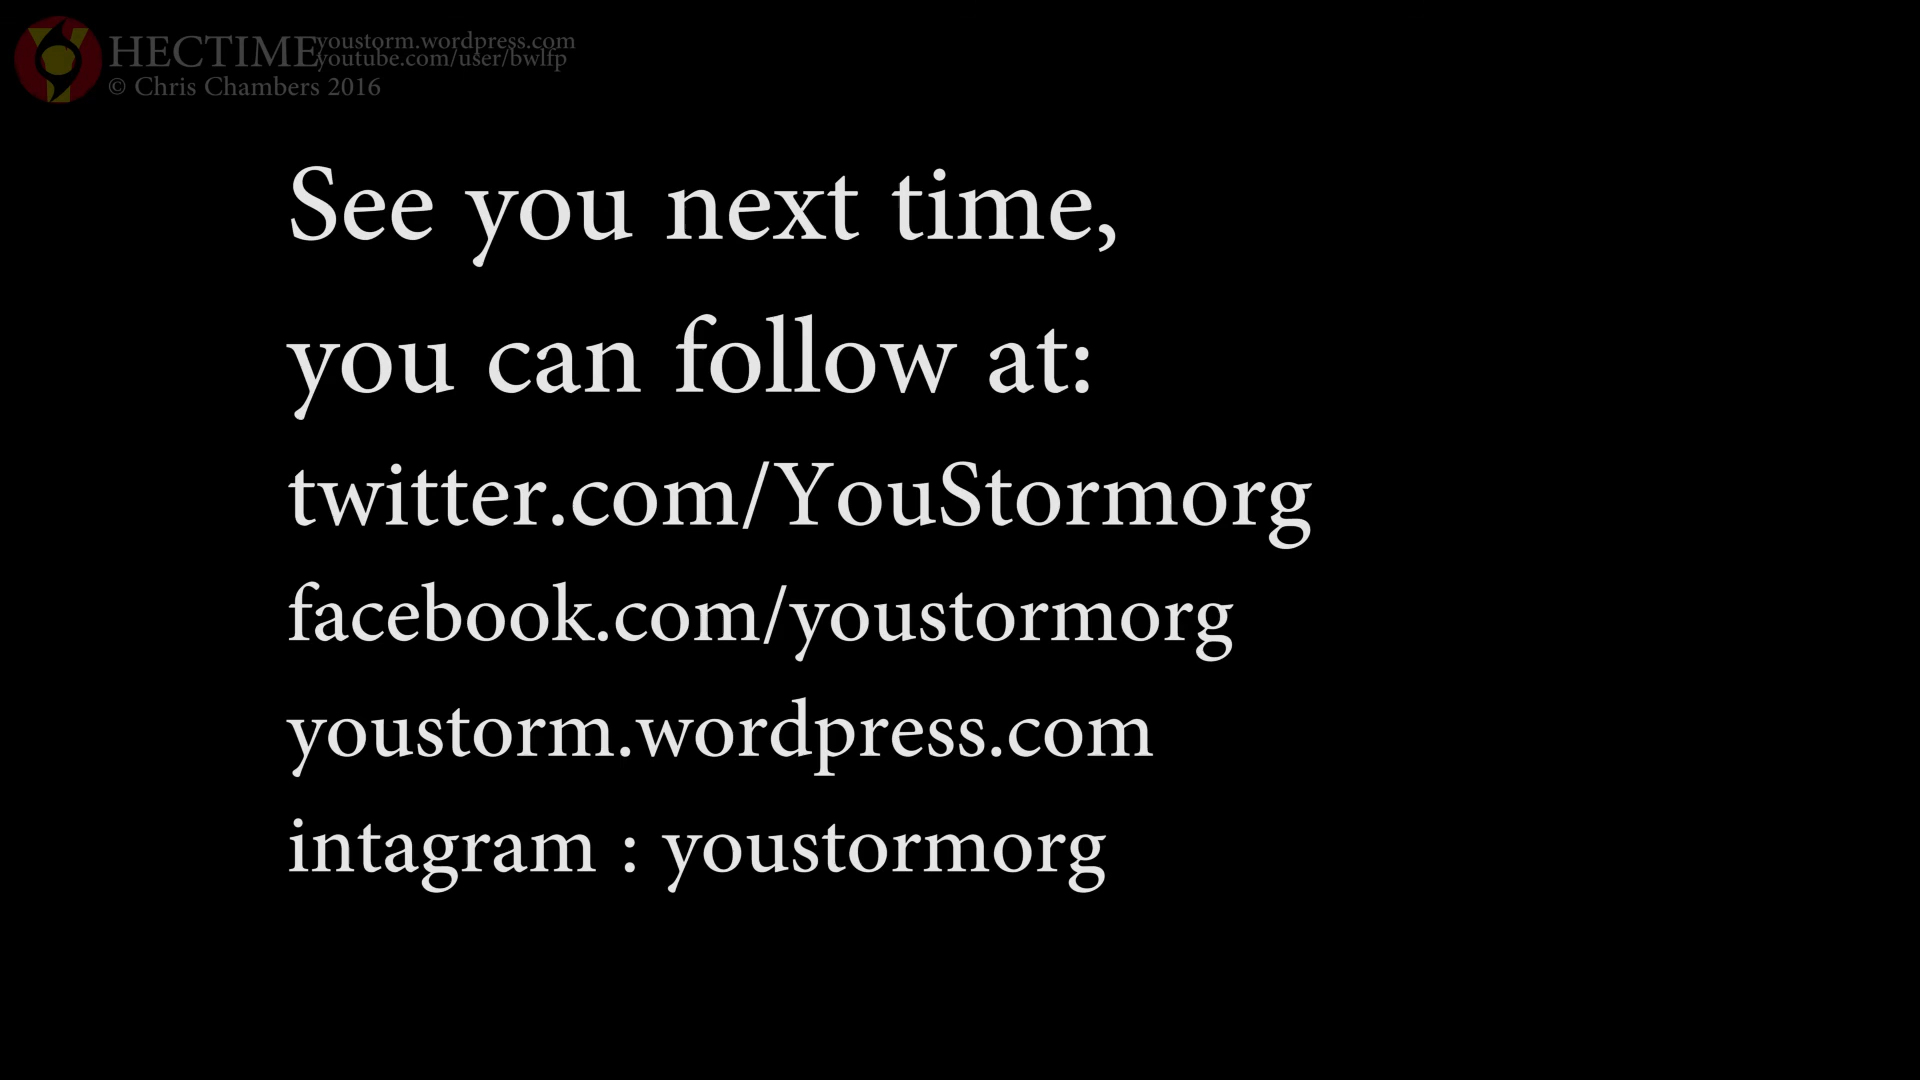 HECTIME
youstorm.wordpress.com
youtube.com/user/bwlfp
© Chris Chambers 2016
See you next time,
you can follow at:
twitter.com/YouStormorg
facebook.com/youstormorg
youstorm.wordpress.com
intagram : youstormorg